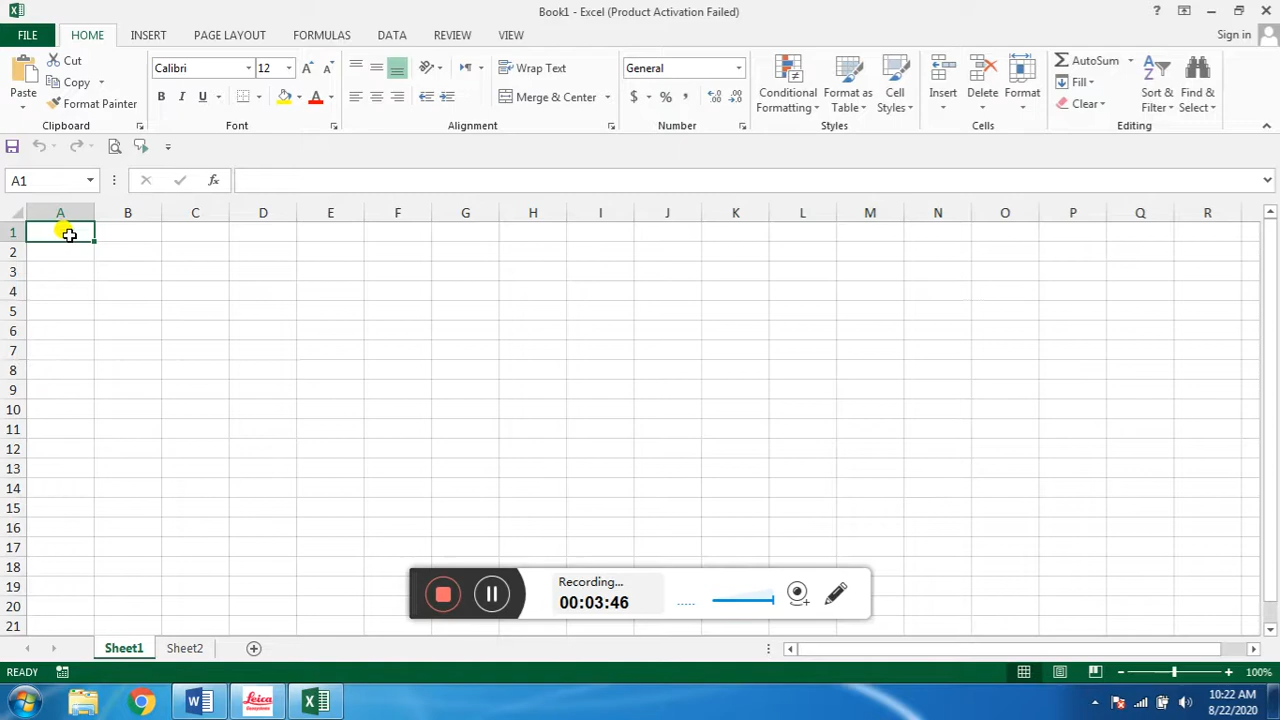 Book1 - Excel (Product Activation Failed)
FILE HOME INSERT PAGE LAYOUT FORMULAS DATA REVIEW VIEW Sign in
Paste
Cut
Copy
Format Painter
Clipboard
Calibri 12
B I U
Font
Wrap Text
Merge & Center
Alignment
General
$ % ,
Number
Conditional Formatting
Format as Table
Cell Styles
Styles
Insert Delete Format
Cells
AutoSum
Fill
Clear
Sort & Filter
Find & Select
Editing
A1
fx
A B C D E F G H I J K L M N O P Q R
1
2
3
4
5
6
7
8
9
10
11
12
13
14
15
16
17
18
19
20
21
Recording...
00:03:46
Sheet1 Sheet2
READY 100%
Leica
Geosystems
10:22 AM
8/22/2020